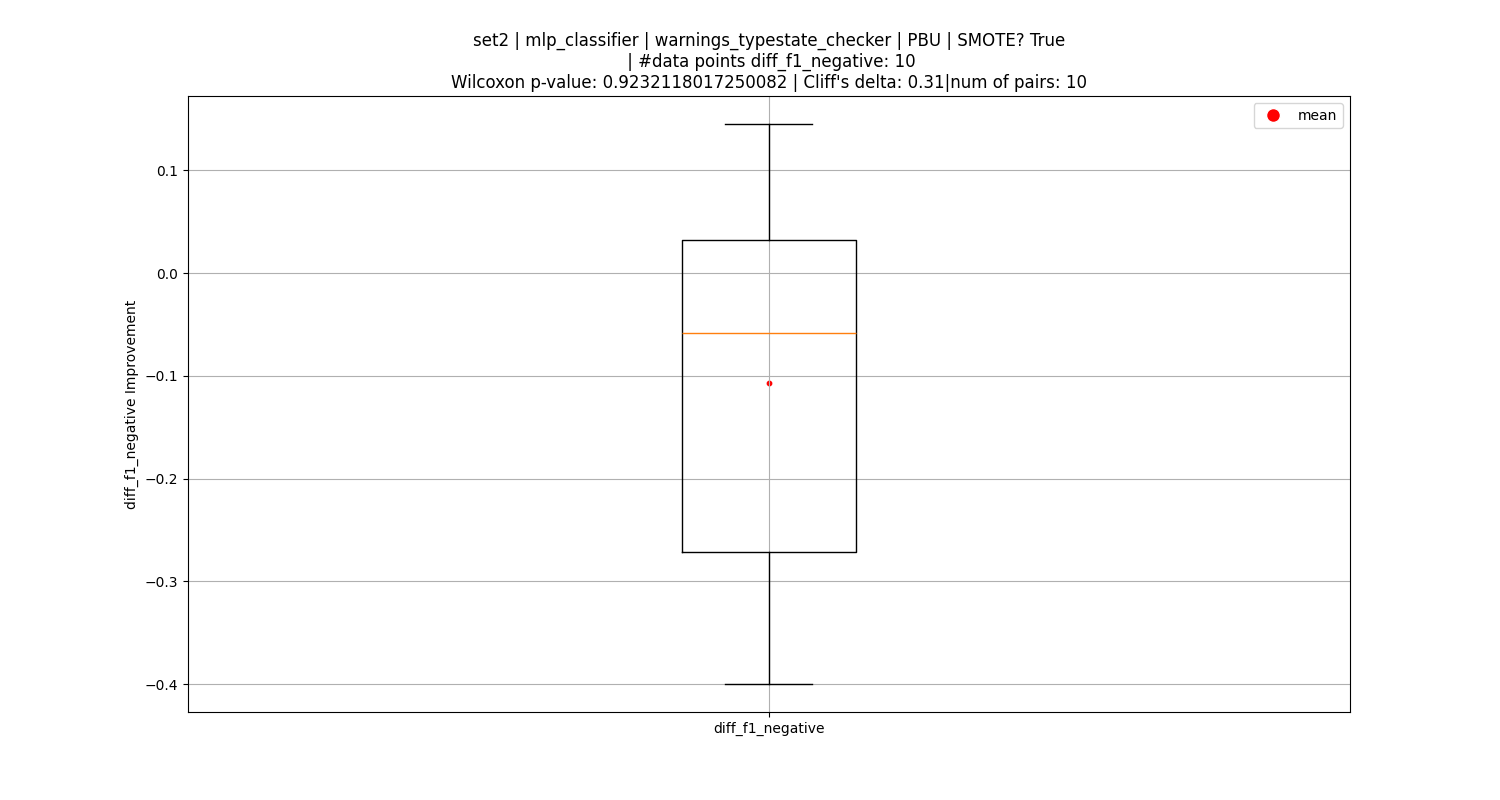 set2 | mlp_classifier | warnings_typestate_checker | PBU | SMOTE? True
| #data points diff_f1_negative: 10
Wilcoxon p-value: 0.9232118017250082 | Cliff's delta: 0.31|num of pairs: 10
mean
0.1
0.0
−0.1
−0.2
−0.3
−0.4
diff_f1_negative Improvement
diff_f1_negative